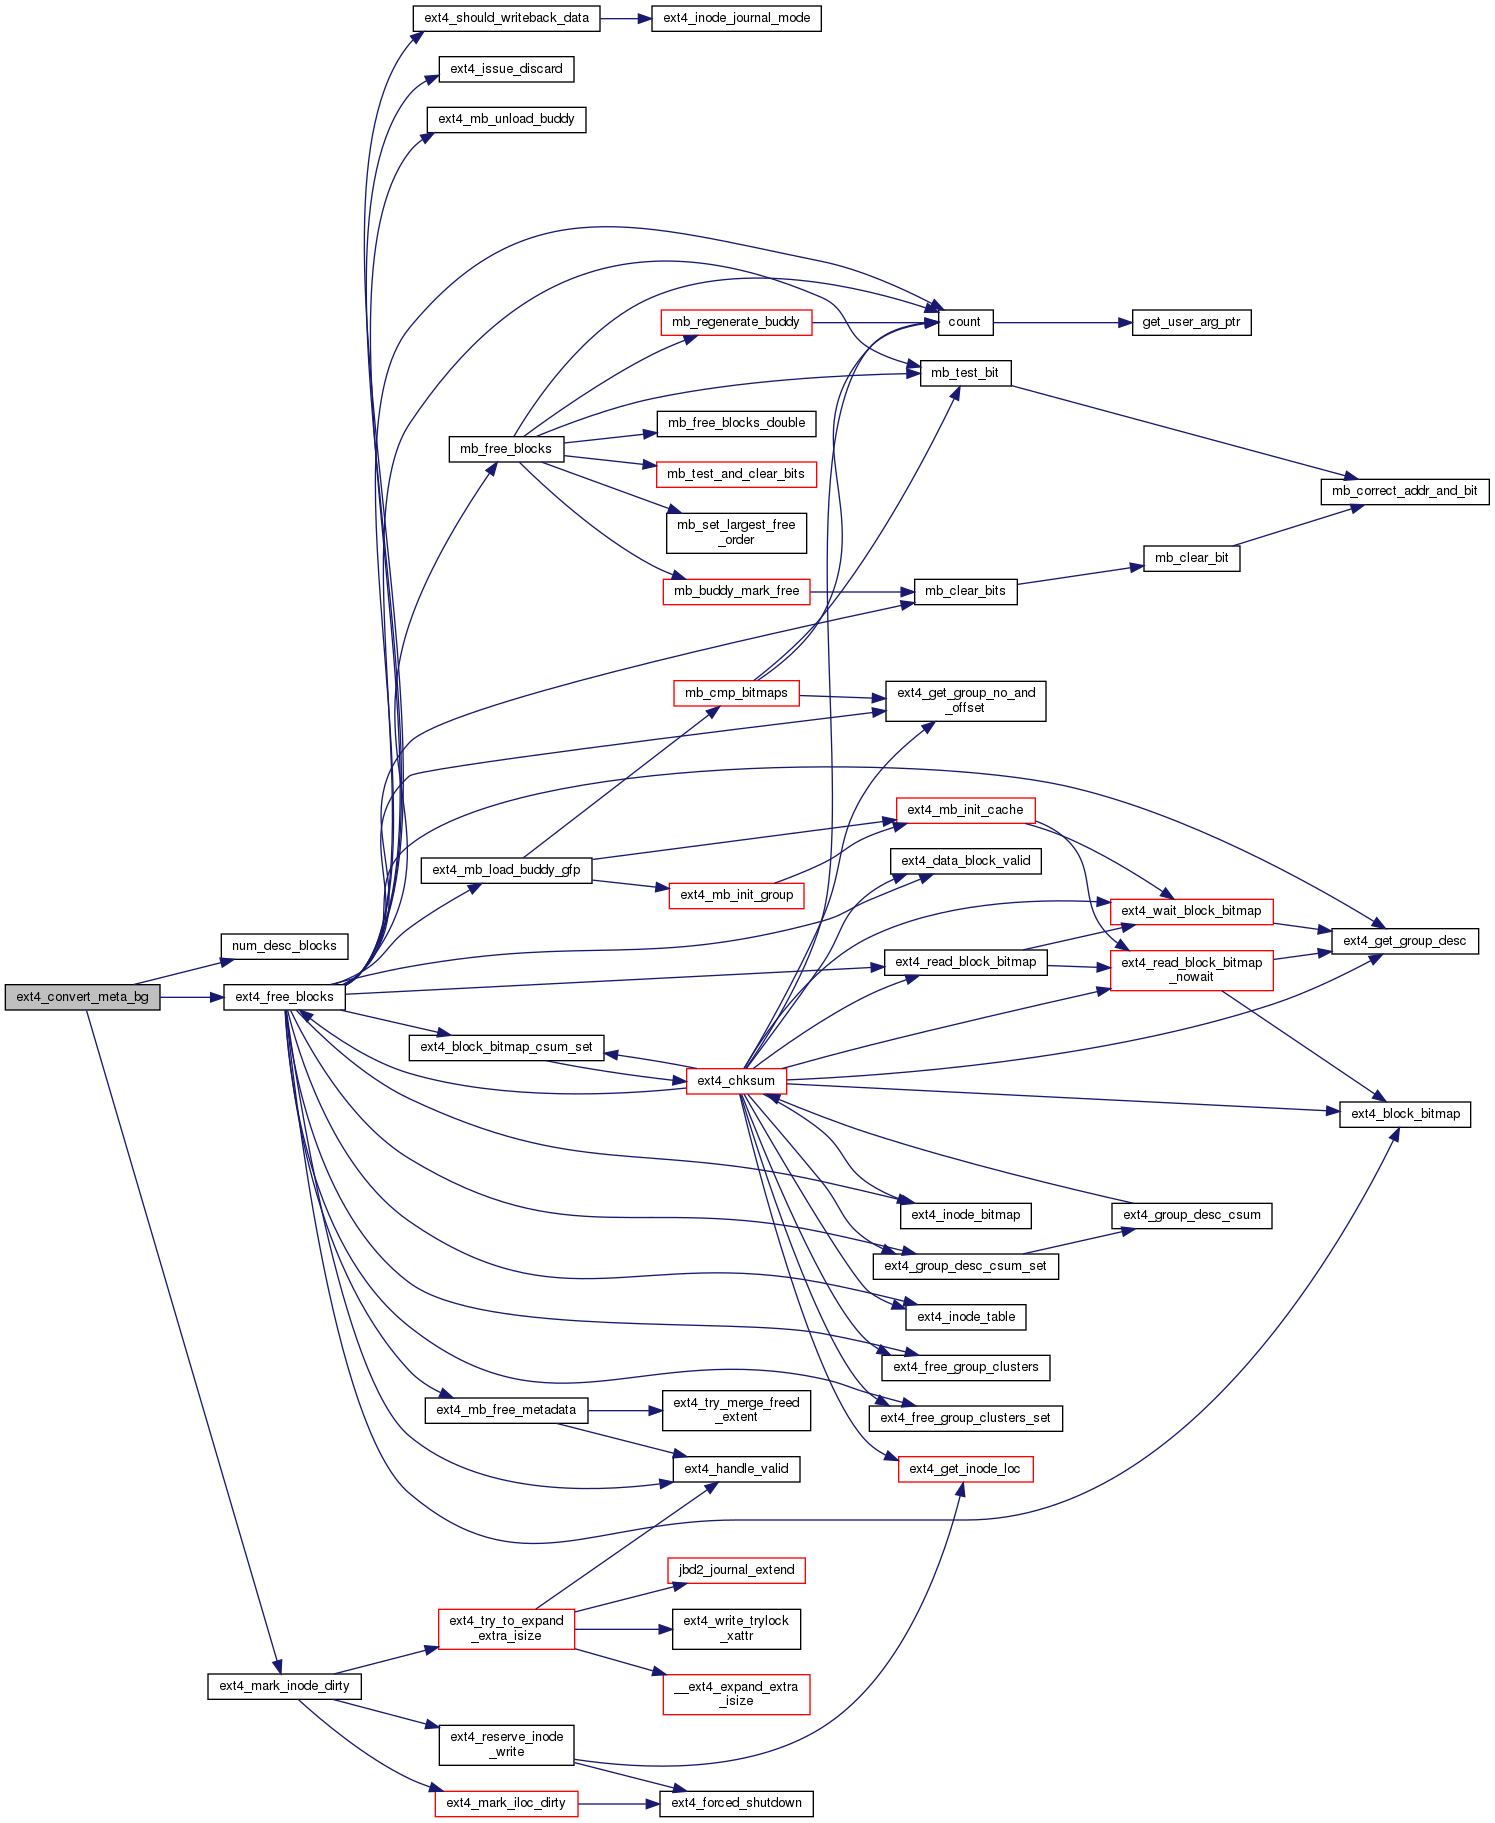 ext4_should_writeback_data
ext4_inode_journal_mode
ext4_issue_discard
ext4_mb_unload_buddy
mb_regenerate_buddy
count
get_user_arg_ptr
mb_test_bit
mb_free_blocks_double
mb_free_blocks
mb_test_and_clear_bits
mb_correct_addr_and_bit
mb_set_largest_free
_order
mb_clear_bit
mb_buddy_mark_free
mb_clear_bits
mb_cmp_bitmaps
ext4_get_group_no_and
_offset
ext4_mb_init_cache
ext4_data_block_valid
ext4_mb_load_buddy_gfp
ext4_mb_init_group
ext4_wait_block_bitmap
num_desc_blocks
ext4_get_group_desc
ext4_read_block_bitmap
ext4_read_block_bitmap
_nowait
ext4_convert_meta_bg
ext4_free_blocks
ext4_block_bitmap_csum_set
ext4_chksum
ext4_block_bitmap
ext4_inode_bitmap
ext4_group_desc_csum
ext4_group_desc_csum_set
ext4_inode_table
ext4_free_group_clusters
ext4_mb_free_metadata
ext4_try_merge_freed
_extent
ext4_free_group_clusters_set
ext4_handle_valid
ext4_get_inode_loc
jbd2_journal_extend
ext4_try_to_expand
_extra_isize
ext4_write_trylock
_xattr
ext4_mark_inode_dirty
__ext4_expand_extra
_isize
ext4_reserve_inode
_write
ext4_mark_iloc_dirty
ext4_forced_shutdown